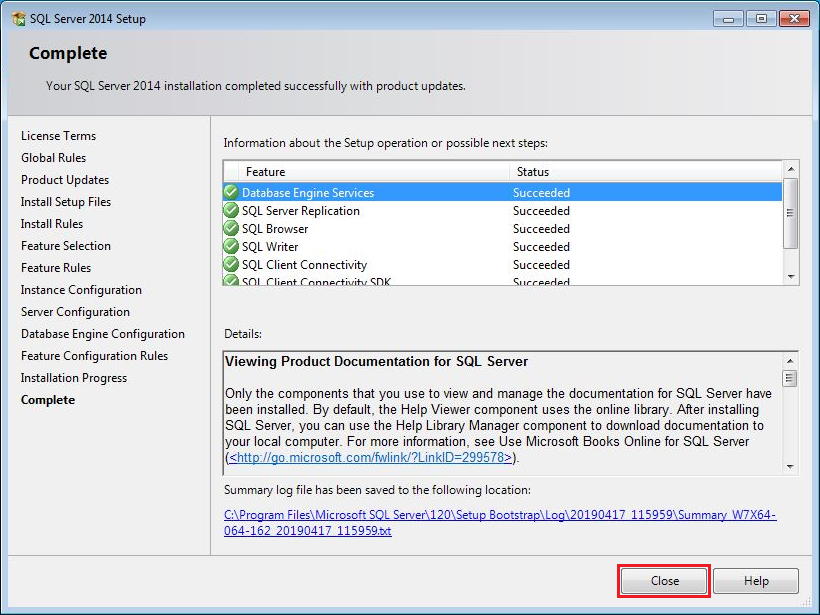 SQL Server 2014 Setup
Complete
Your SQL Server 2014 installation completed successfully with product updates.
License Terms
Global Rules
Product Updates
Install Setup Files
Install Rules
Feature Selection
Feature Rules
Instance Configuration
Server Configuration
Database Engine Configuration
Feature Configuration Rules
Installation Progress
Complete
Information about the Setup operation or possible next steps:
Feature Status
Database Engine Services Succeeded
SQL Server Replication Succeeded
SQL Browser Succeeded
SQL Writer Succeeded
SQL Client Connectivity Succeeded
SQL Client Connectivity SDK Succeeded
Details:
Viewing Product Documentation for SQL Server
Only the components that you use to view and manage the documentation for SQL Server have
been installed. By default, the Help Viewer component uses the online library. After installing
SQL Server, you can use the Help Library Manager component to download documentation to
your local computer. For more information, see Use Microsoft Books Online for SQL Server
(<http://go.microsoft.com/fwlink/?LinkID=299578>).
Summary log file has been saved to the following location:
C:\Program Files\Microsoft SQL Server\120\Setup Bootstrap\Log\20190417_115959\Summary_W7X64-
064-162_20190417_115959.txt
Close Help